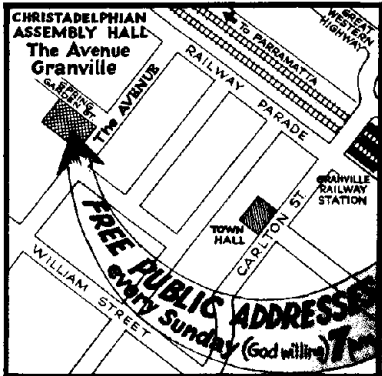 CHRISTADELPHIAN
ASSEMBLY HALL
The Avenue
Granville
SPRING
GARDEN ST
The AVENUE
To PARRAMATTA
GREAT
WESTERN
HIGHWAY
RAILWAY PARADE
GRANVILLE
RAILWAY
STATION
TOWN
HALL
CARLTON ST.
WILLIAM STREET
FREE PUBLIC ADDRESSES
every Sunday (God willing) 7pm